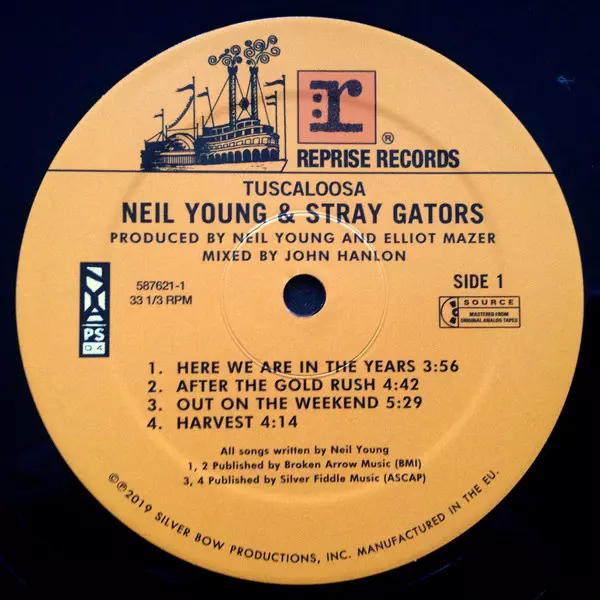 r
®
REPRISE RECORDS
TUSCALOOSA
NEIL YOUNG & STRAY GATORS
PRODUCED BY NEIL YOUNG AND ELLIOT MAZER
MIXED BY JOHN HANLON
587621-1
33 1/3 RPM
SIDE 1
PS
04
SOURCE
MASTERED FROM
ORIGINAL ANALOG TAPES
1. HERE WE ARE IN THE YEARS 3:56
2. AFTER THE GOLD RUSH 4:42
3. OUT ON THE WEEKEND 5:29
4. HARVEST 4:14
All songs written by Neil Young
1, 2 Published by Broken Arrow Music (BMI)
3, 4 Published by Silver Fiddle Music (ASCAP)
©℗2019 SILVER BOW PRODUCTIONS, INC. MANUFACTURED IN THE EU.